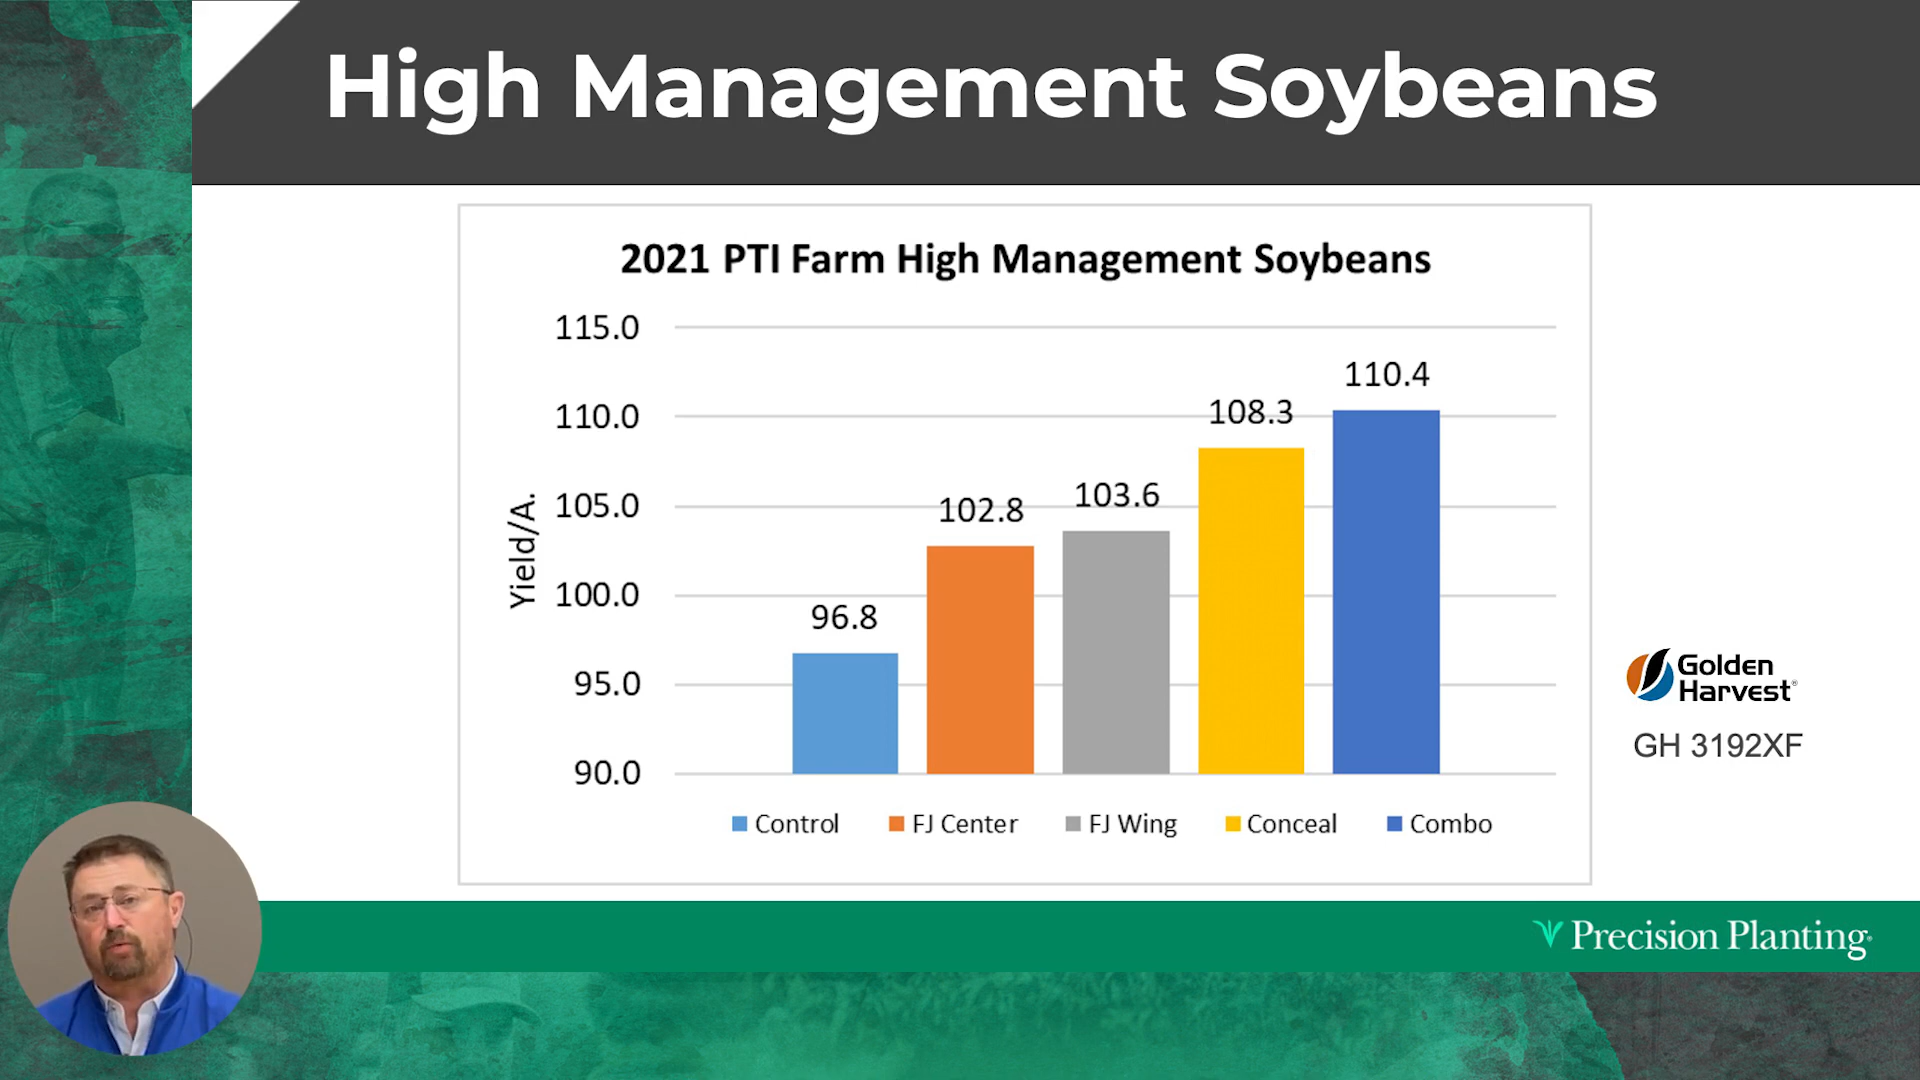 High Management Soybeans
2021 PTI Farm High Management Soybeans
115.0
110.0
105.0
100.0
95.0
90.0
Yield/A.
96.8
102.8
103.6
108.3
110.4
Control
FJ Center
FJ Wing
Conceal
Combo
Golden
Harvest®
GH 3192XF
Precision Planting®